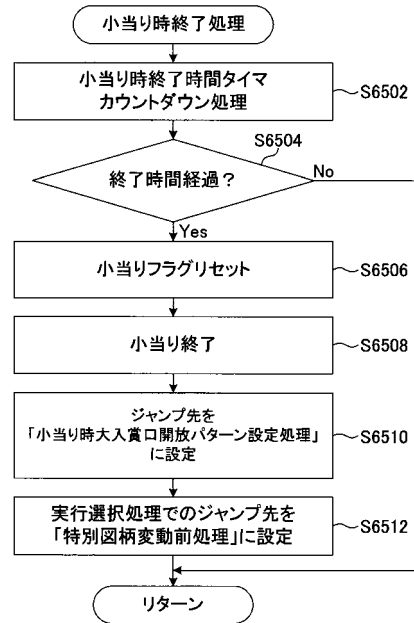 小当り時終了処理
小当り時終了時間タイマ
カウントダウン処理
S6502
S6504
終了時間経過？
No
Yes
小当りフラグリセット
S6506
小当り終了
S6508
ジャンプ先を
「小当り時大入賞口開放パターン設定処理」
に設定
S6510
実行選択処理でのジャンプ先を
「特別図柄変動前処理」に設定
S6512
リターン